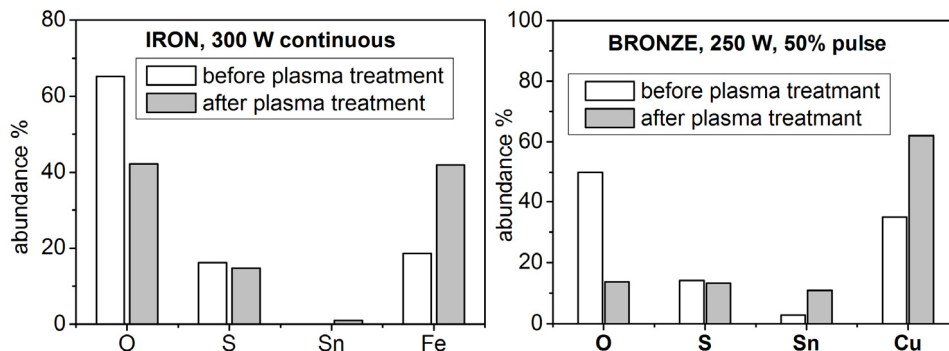 IRON, 300 W continuous
before plasma treatment
after plasma treatment
abundance %
80
60
40
20
0
O S Sn Fe
BRONZE, 250 W, 50% pulse
before plasma treatmant
after plasma treatmant
abundance %
100
80
60
40
20
0
O S Sn Cu